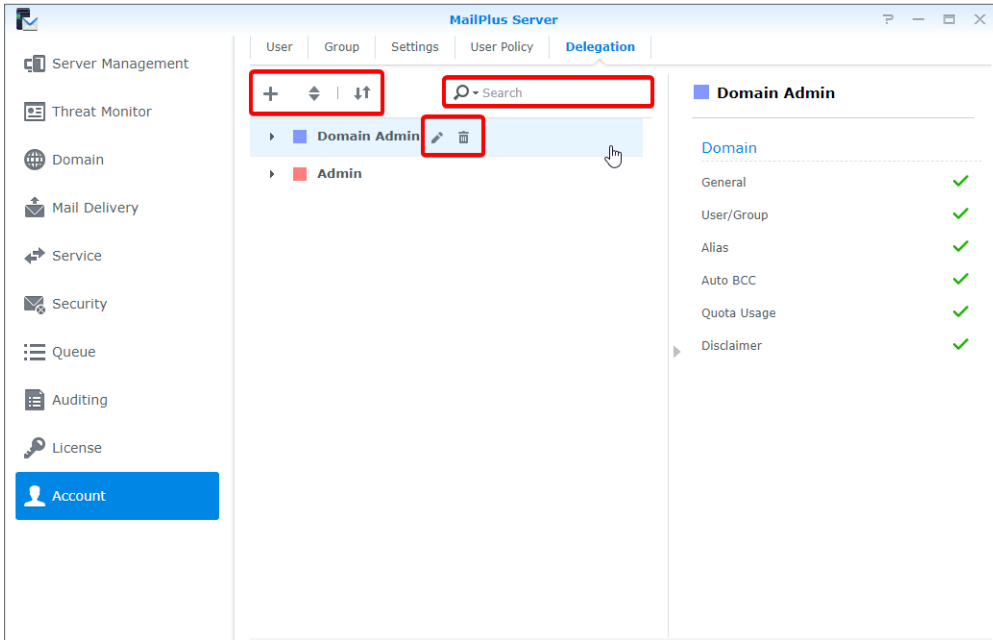 MailPlus Server
?
User Group Settings User Policy Delegation
Server Management
Threat Monitor
Domain
Mail Delivery
Service
Security
Queue
Auditing
License
Account
Search
Domain Admin
Admin
Domain Admin
Domain
General
User/Group
Alias
Auto BCC
Quota Usage
Disclaimer